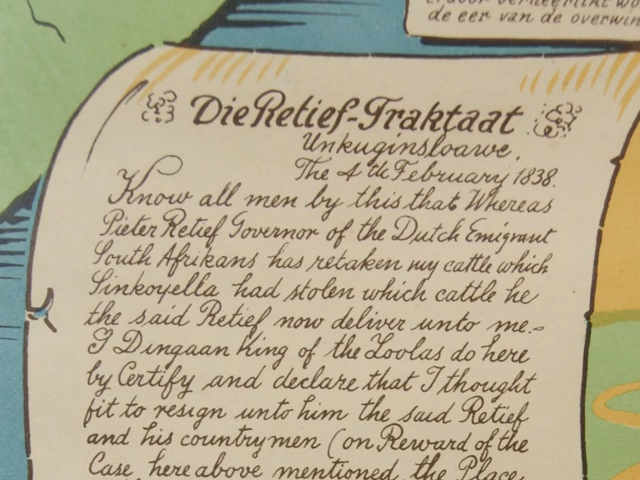 de eer van de overwin
Die Retief-Traktaat
Unkuginsloawe,
The 4th February 1838.
Know all men by this that Whereas
Pieter Retief Governor of the Dutch Emigrant
South Afrikans has retaken my cattle which
Sinkoyella had stolen which cattle he
the said Retief now deliver unto me.-
I Dingaan King of the Zoolas do here
by Certify and declare that I thought
fit to resign unto him the said Retief
and his countrymen (on Reward of the
Case hereabove mentioned the Place